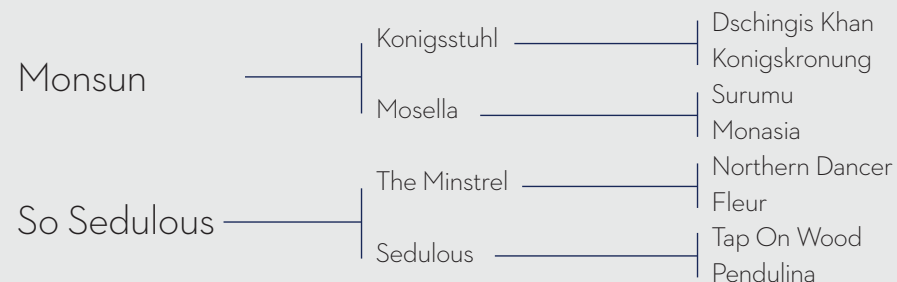 Monsun
Konigsstuhl
Dschingis Khan
Konigskronung
Mosella
Surumu
Monasia
So Sedulous
The Minstrel
Northern Dancer
Fleur
Sedulous
Tap On Wood
Pendulina